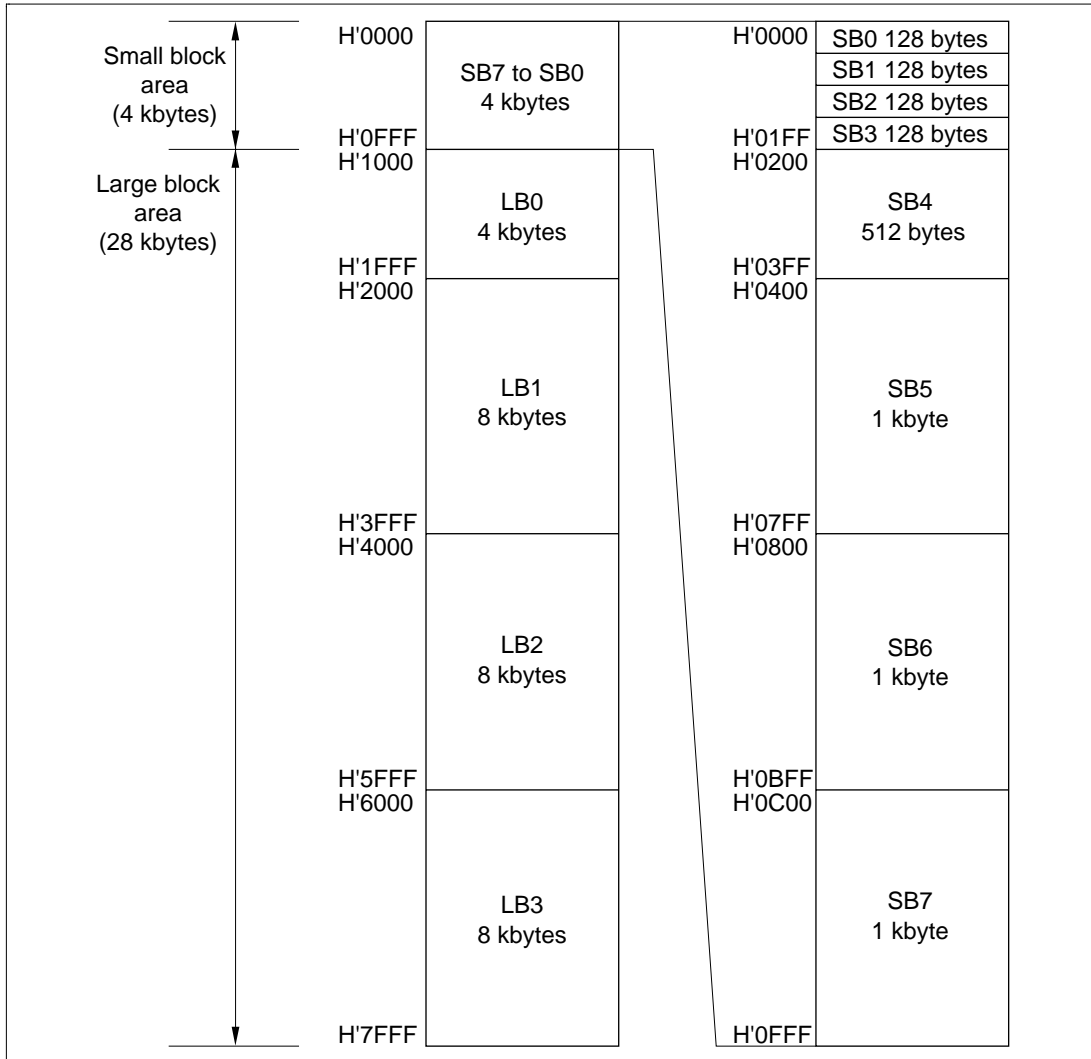 Small block
area
(4 kbytes)
Large block
area
(28 kbytes)
H'0000
SB7 to SB0
4 kbytes
H'0FFF
H'1000
LB0
4 kbytes
H'1FFF
H'2000
LB1
8 kbytes
H'3FFF
H'4000
LB2
8 kbytes
H'5FFF
H'6000
LB3
8 kbytes
H'7FFF
H'0000
SB0 128 bytes
SB1 128 bytes
SB2 128 bytes
SB3 128 bytes
H'01FF
H'0200
SB4
512 bytes
H'03FF
H'0400
SB5
1 kbyte
H'07FF
H'0800
SB6
1 kbyte
H'0BFF
H'0C00
SB7
1 kbyte
H'0FFF